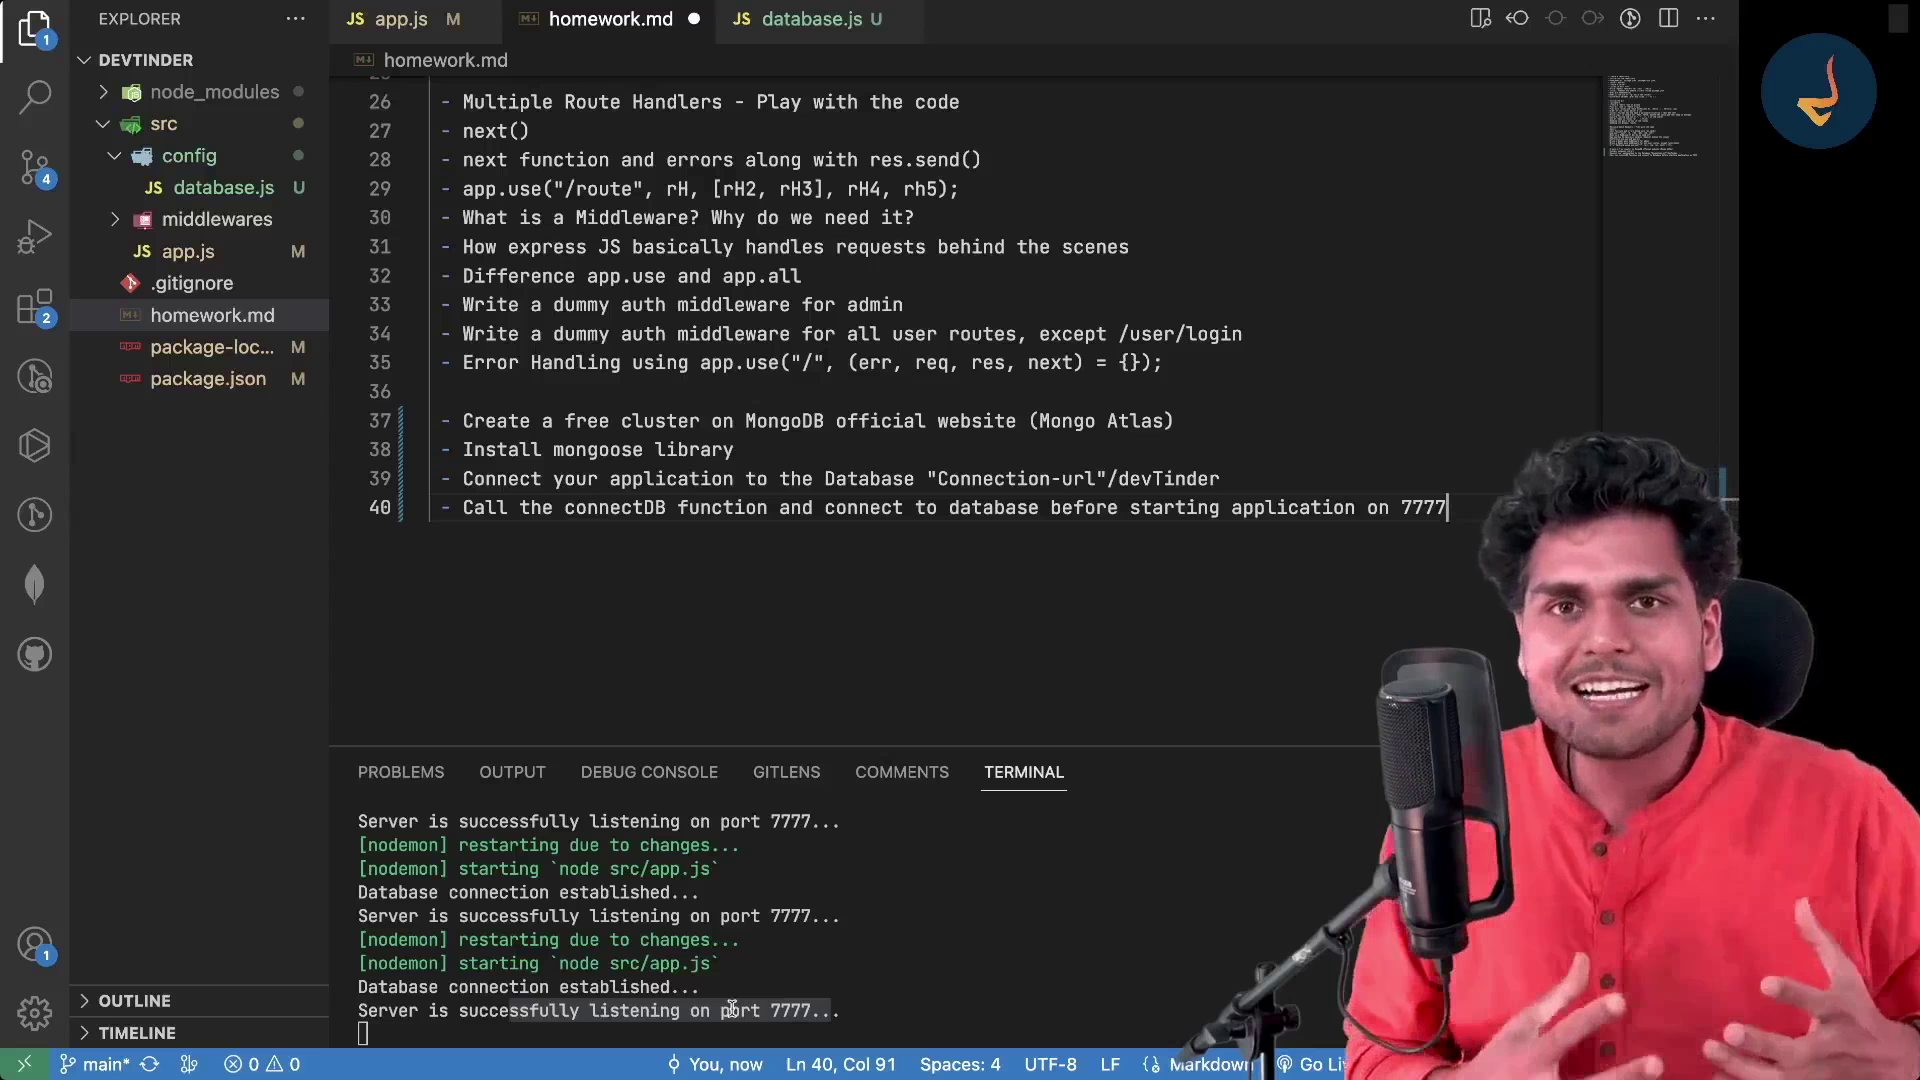 EXPLORER
DEVTINDER
node_modules
src
config
database.js U
middlewares
app.js M
.gitignore
homework.md
package-loc... M
package.json M
OUTLINE
TIMELINE
JS app.js M
homework.md
JS database.js U
homework.md
26 - Multiple Route Handlers - Play with the code
27 - next()
28 - next function and errors along with res.send()
29 - app.use("/route", rH, [rH2, rH3], rH4, rh5);
30 - What is a Middleware? Why do we need it?
31 - How express JS basically handles requests behind the scenes
32 - Difference app.use and app.all
33 - Write a dummy auth middleware for admin
34 - Write a dummy auth middleware for all user routes, except /user/login
35 - Error Handling using app.use("/", (err, req, res, next) = {});
36
37 - Create a free cluster on MongoDB official website (Mongo Atlas)
38 - Install mongoose library
39 - Connect your application to the Database "Connection-url"/devTinder
40 - Call the connectDB function and connect to database before starting application on 7777
PROBLEMS OUTPUT DEBUG CONSOLE GITLENS COMMENTS TERMINAL
Server is successfully listening on port 7777...
[nodemon] restarting due to changes...
[nodemon] starting `node src/app.js`
Database connection established...
Server is successfully listening on port 7777...
[nodemon] restarting due to changes...
[nodemon] starting `node src/app.js`
Database connection established...
Server is successfully listening on port 7777...
main* 0 0 You, now Ln 40, Col 91 Spaces: 4 UTF-8 LF Markdown Go Li